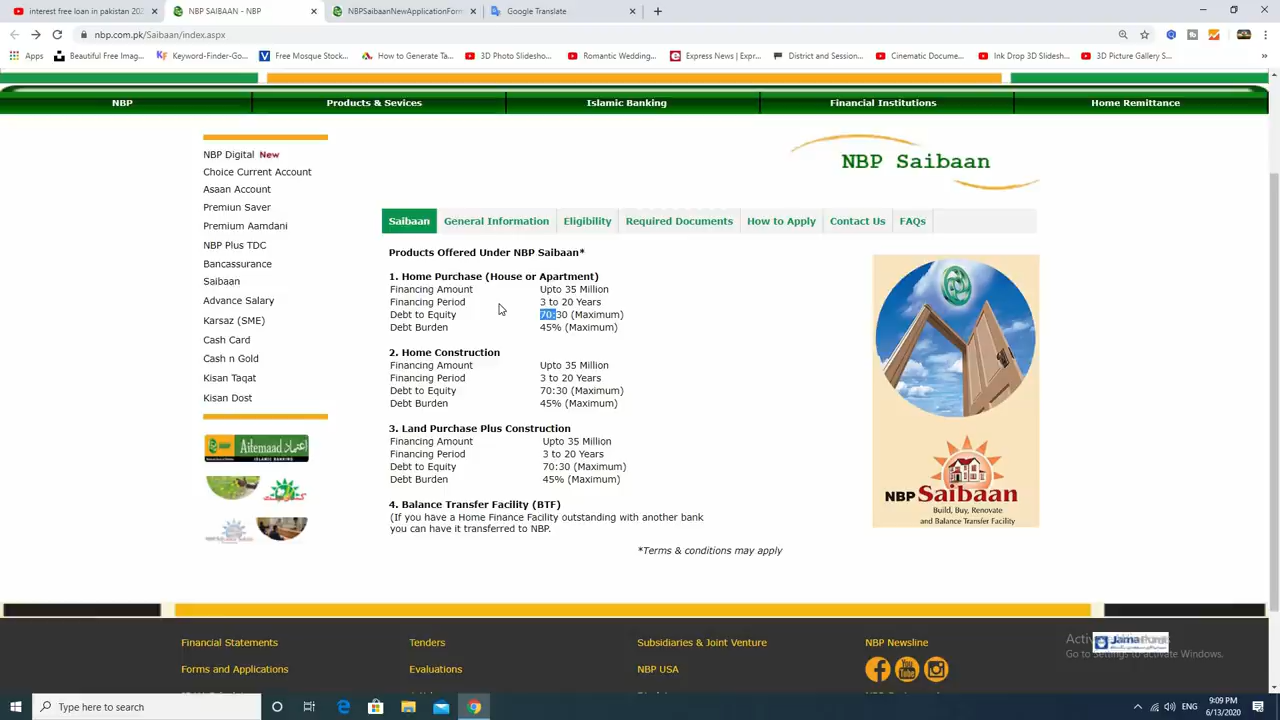 interest free loan in pakistan 202
NBP SAIBAAN - NBP
NBPSaibaanNewApplicationForm
Google Translate
nbp.com.pk/Saibaan/index.aspx
Apps
Beautiful Free Imag...
Keyword-Finder-Go...
Free Mosque Stock...
How to Generate Ta...
3D Photo Slidesho...
Romantic Wedding...
Express News | Expr...
District and Session...
Cinematic Docume...
Ink Drop 3D Slidesh...
3D Picture Gallery S...
NBP
Products & Sevices
Islamic Banking
Financial Institutions
Home Remittance
NBP Digital New
Choice Current Account
Asaan Account
Premiun Saver
Premium Aamdani
NBP Plus TDC
Bancassurance
Saibaan
Advance Salary
Karsaz (SME)
Cash Card
Cash n Gold
Kisan Taqat
Kisan Dost
Aitemaad اعتماد
ISLAMIC BANKING
NBP Saibaan
Saibaan
General Information
Eligibility
Required Documents
How to Apply
Contact Us
FAQs
Products Offered Under NBP Saibaan*
1. Home Purchase (House or Apartment)
Financing Amount Upto 35 Million
Financing Period 3 to 20 Years
Debt to Equity 70:30 (Maximum)
Debt Burden 45% (Maximum)
2. Home Construction
Financing Amount Upto 35 Million
Financing Period 3 to 20 Years
Debt to Equity 70:30 (Maximum)
Debt Burden 45% (Maximum)
3. Land Purchase Plus Construction
Financing Amount Upto 35 Million
Financing Period 3 to 20 Years
Debt to Equity 70:30 (Maximum)
Debt Burden 45% (Maximum)
4. Balance Transfer Facility (BTF)
(If you have a Home Finance Facility outstanding with another bank
you can have it transferred to NBP.
*Terms & conditions may apply
NBP Saibaan
Build, Buy, Renovate
and Balance Transfer Facility
Financial Statements
Tenders
Subsidiaries & Joint Venture
NBP Newsline
Forms and Applications
Evaluations
NBP USA
You Tube
Go to Settings to activate Windows.
Type here to search
ENG
9:09 PM
6/13/2020